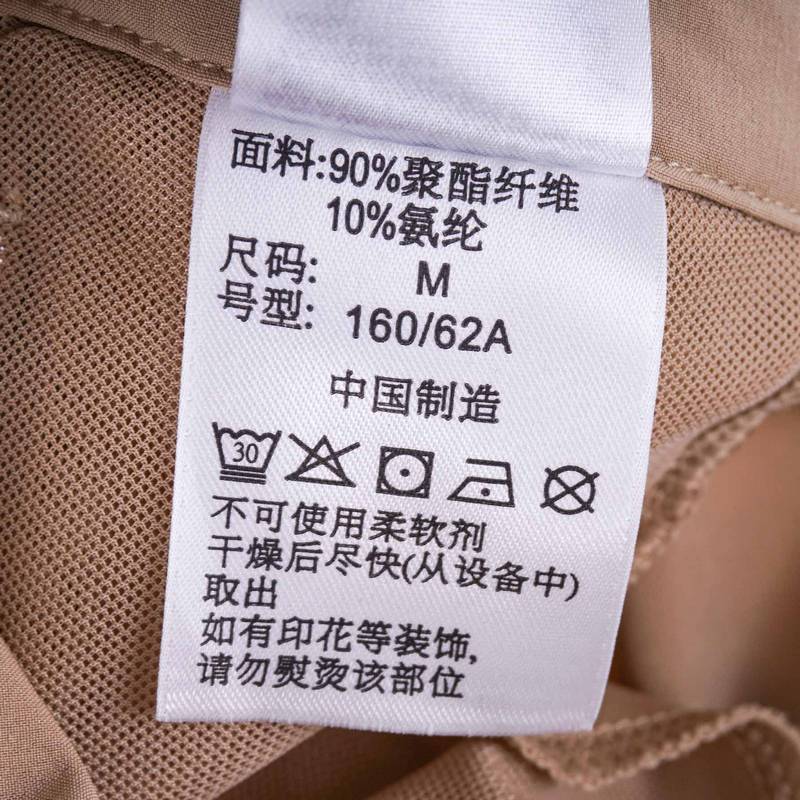 面料:90%聚酯纤维
10%氨纶
尺码: M
号型: 160/62A
中国制造
30
不可使用柔软剂
干燥后尽快(从设备中)
取出
如有印花等装饰,
请勿熨烫该部位